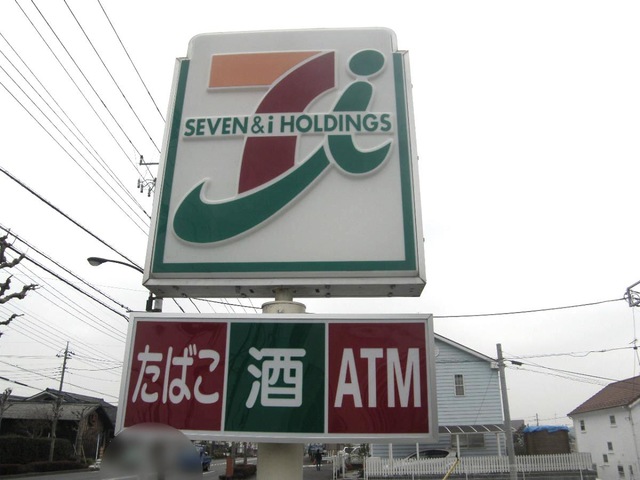 SEVEN & i HOLDINGS
たばこ 酒 ATM